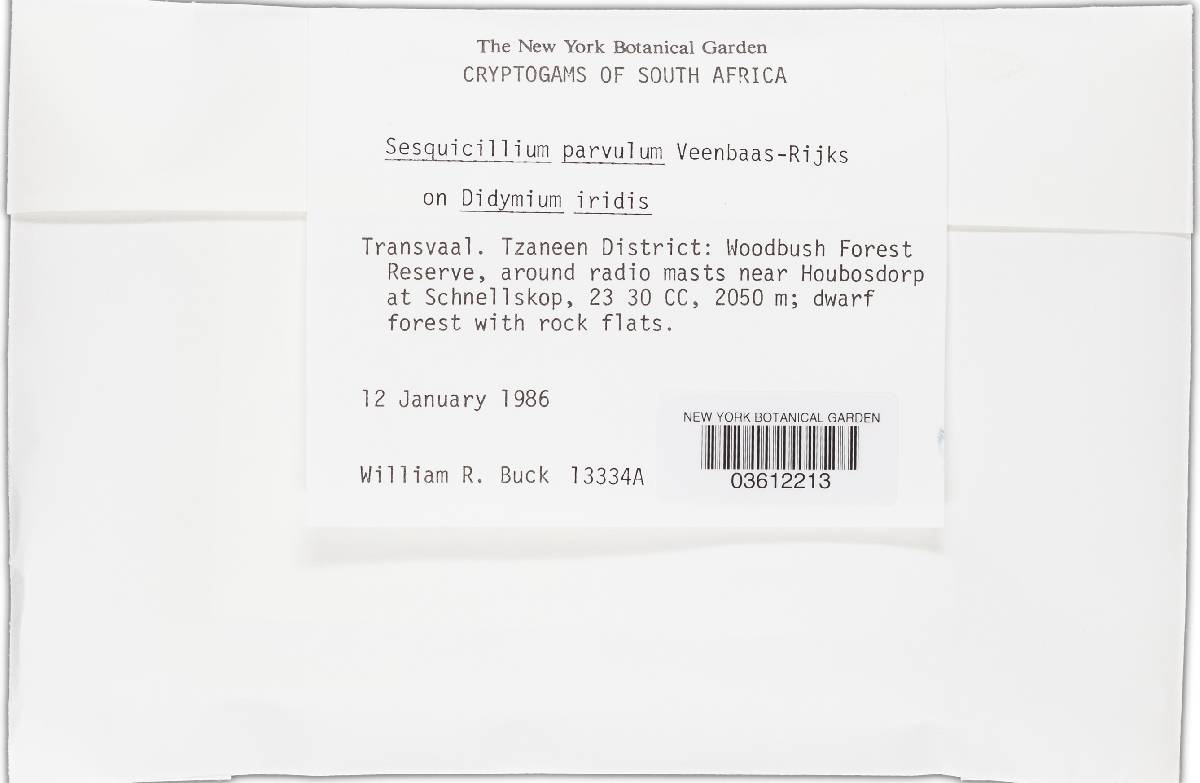 The New York Botanical Garden
CRYPTOGAMS OF SOUTH AFRICA
Sesquicillium parvulum Veenbaas-Rijks
on Didymium iridis
Transvaal. Tzaneen District: Woodbush Forest
Reserve, around radio masts near Houbosdorp
at Schnellskop, 23 30 CC, 2050 m; dwarf
forest with rock flats.
12 January 1986
NEW YORK BOTANICAL GARDEN
William R. Buck 13334A
03612213